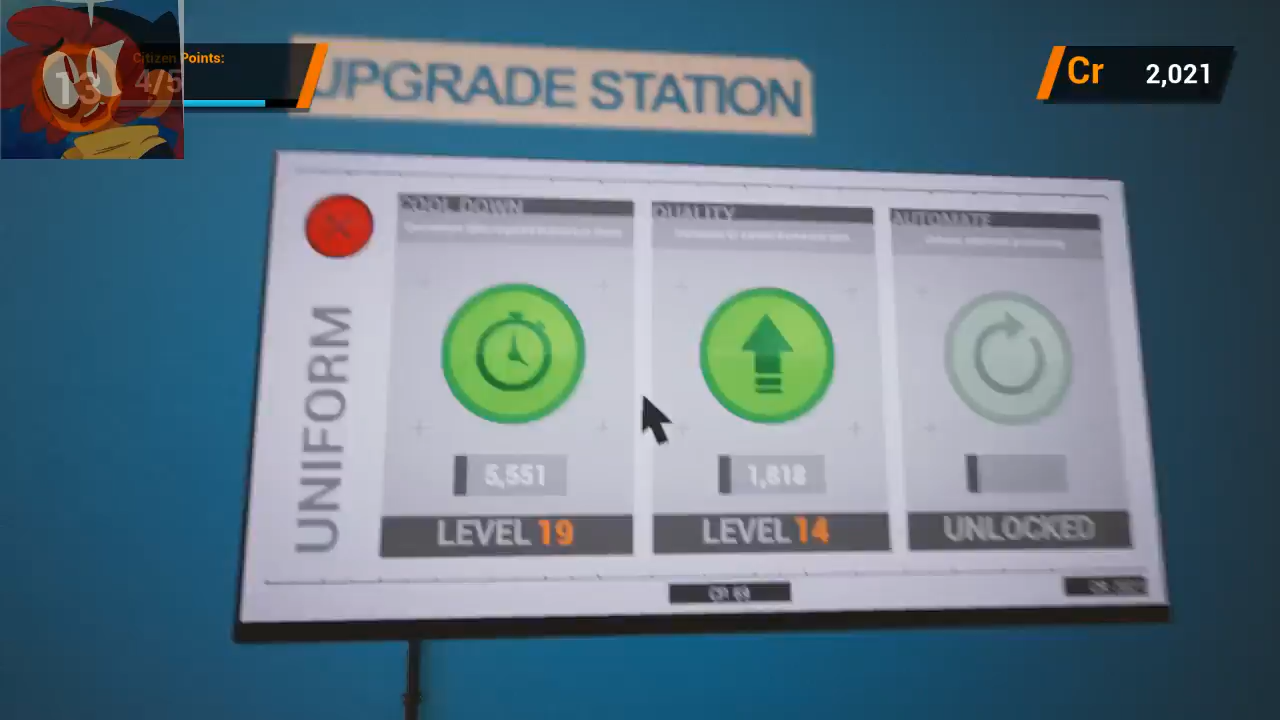 Citizen Points:
13
4/5
Cr 2,021
UPGRADE STATION
UNIFORM
COOL DOWN
QUALITY
AUTOMATE
5,551
1,818
LEVEL 19
LEVEL 14
UNLOCKED